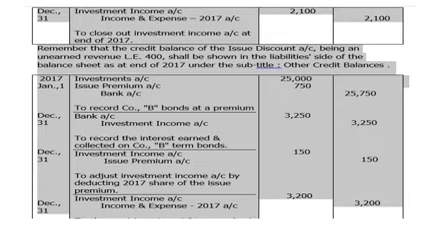 Dec., Investment Income a/c 2,100
31 Income & Expense – 2017 a/c 2,100
To close out investment income a/c at
end of 2017.
Remember that the credit balance of the Issue Discount a/c, being an
unearned revenue L.E. 400, shall be shown in the liabilities' side of the
balance sheet as at end of 2017 under the sub-title : Other Credit Balances .
2017 Investments a/c 25,000
Jan.,1 Issue Premium a/c 750
Bank a/c 25,750
To record Co., "B" bonds at a premium
Dec., Bank a/c 3,250
31 Investment Income a/c 3,250
To record the interest earned &
collected on Co., "B" term bonds.
Dec., Investment Income a/c 150
31 Issue Premium a/c 150
To adjust investment income a/c by
deducting 2017 share of the issue
premium.
Investment Income a/c 3,200
Dec., Income & Expense - 2017 a/c 3,200
31